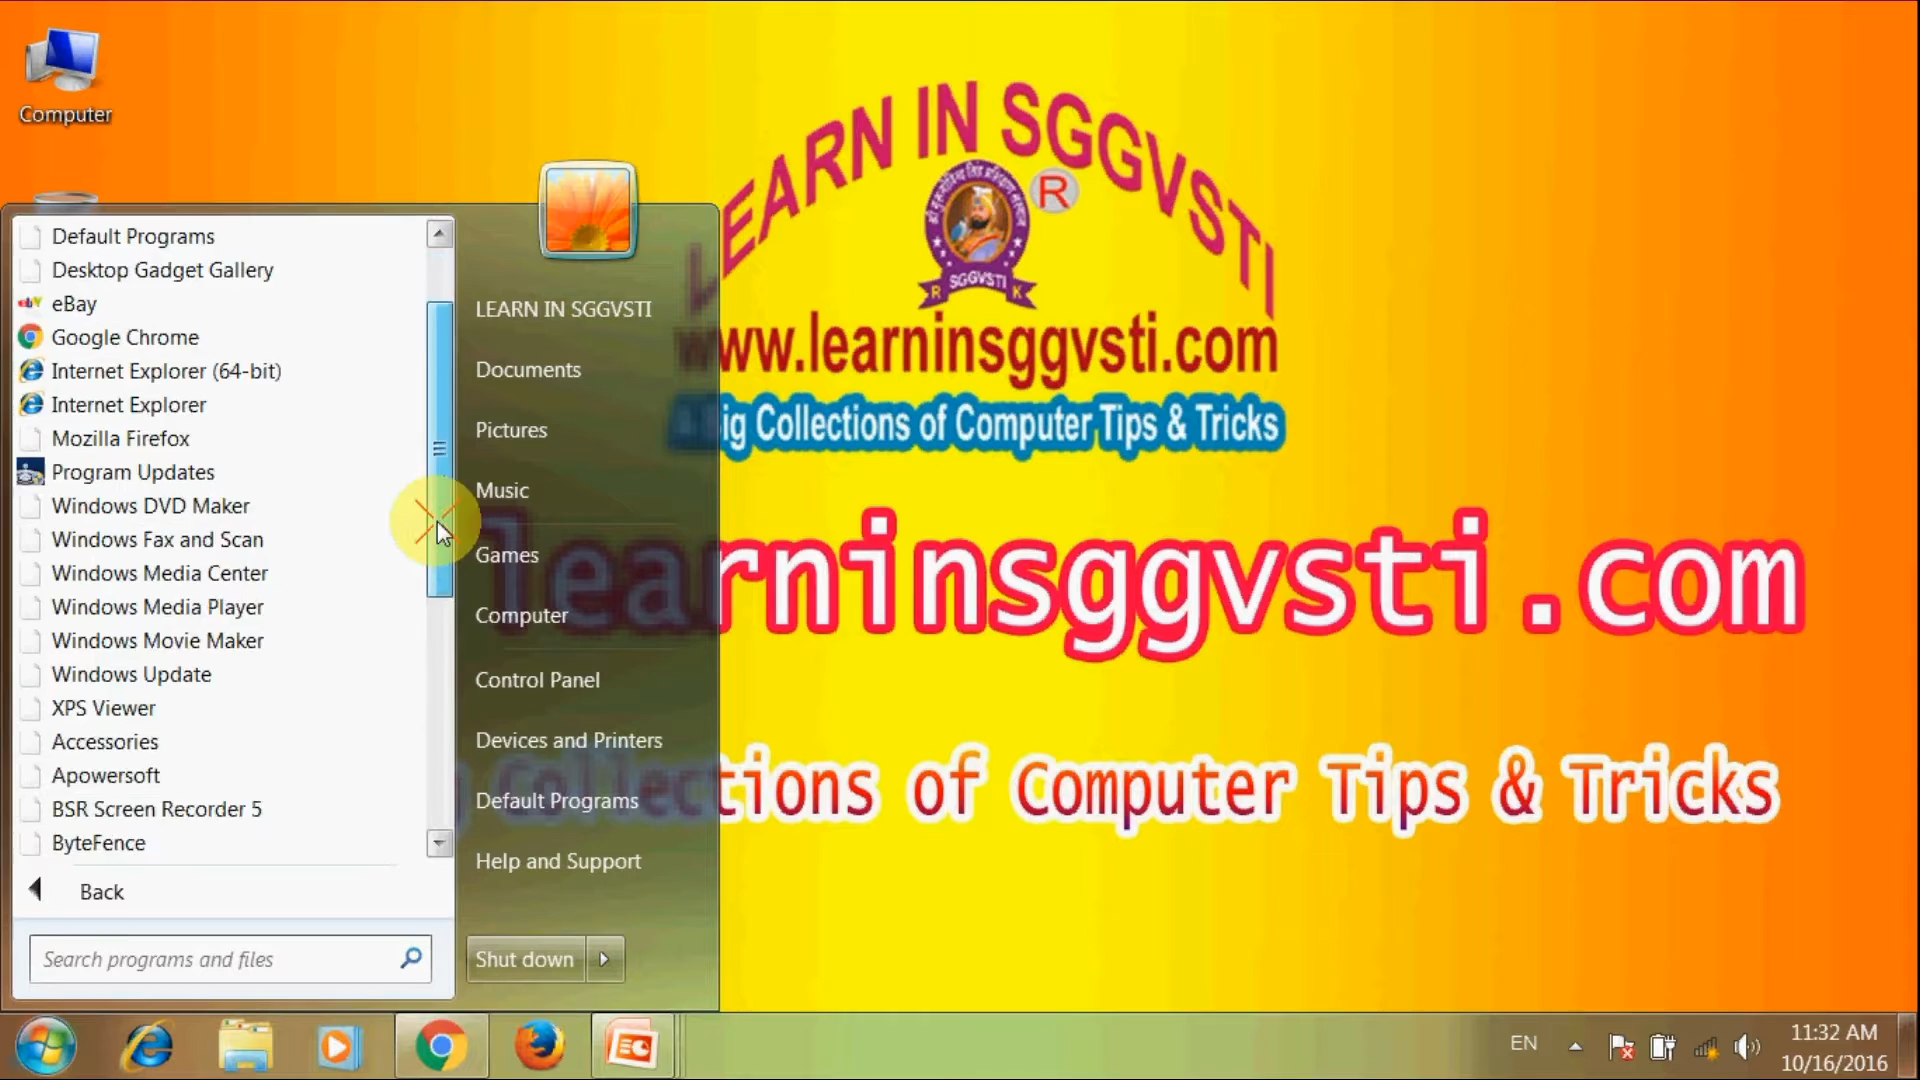 Computer
LEARN IN SGGVSTI
R
SGGVSTI
R K
www.learninsggvsti.com
Big Collections of Computer Tips & Tricks
learninsggvsti.com
Collections of Computer Tips & Tricks
Default Programs
Desktop Gadget Gallery
eBay
Google Chrome
Internet Explorer (64-bit)
Internet Explorer
Mozilla Firefox
Program Updates
Windows DVD Maker
Windows Fax and Scan
Windows Media Center
Windows Media Player
Windows Movie Maker
Windows Update
XPS Viewer
Accessories
Apowersoft
BSR Screen Recorder 5
ByteFence
Back
Search programs and files
LEARN IN SGGVSTI
Documents
Pictures
Music
Games
Computer
Control Panel
Devices and Printers
Default Programs
Help and Support
Shut down
EN
11:32 AM
10/16/2016